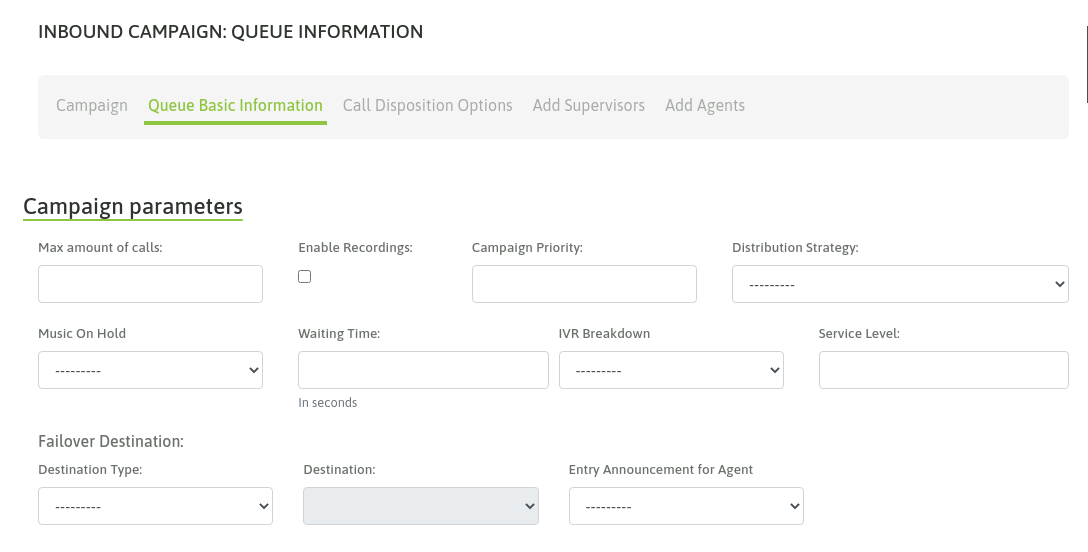 INBOUND CAMPAIGN: QUEUE INFORMATION
Campaign Queue Basic Information Call Disposition Options Add Supervisors Add Agents
Campaign parameters
Max amount of calls: Enable Recordings: Campaign Priority: Distribution Strategy:
---------
Music On Hold Waiting Time: IVR Breakdown Service Level:
--------- ---------
In seconds
Failover Destination:
Destination Type: Destination: Entry Announcement for Agent
--------- ---------